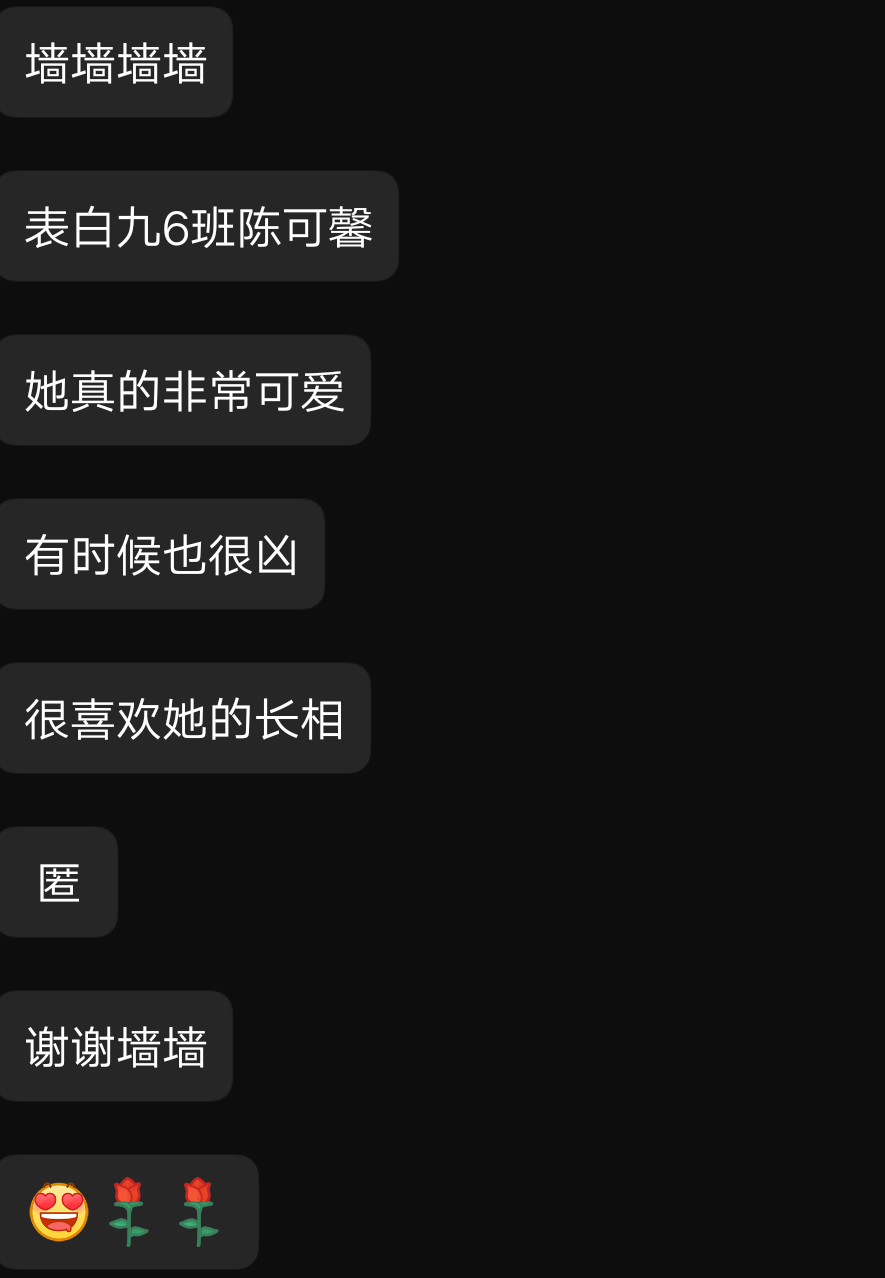 墙墙墙墙
表白九6班陈可馨
她真的非常可爱
有时候也很凶
很喜欢她的长相
匿
谢谢墙墙